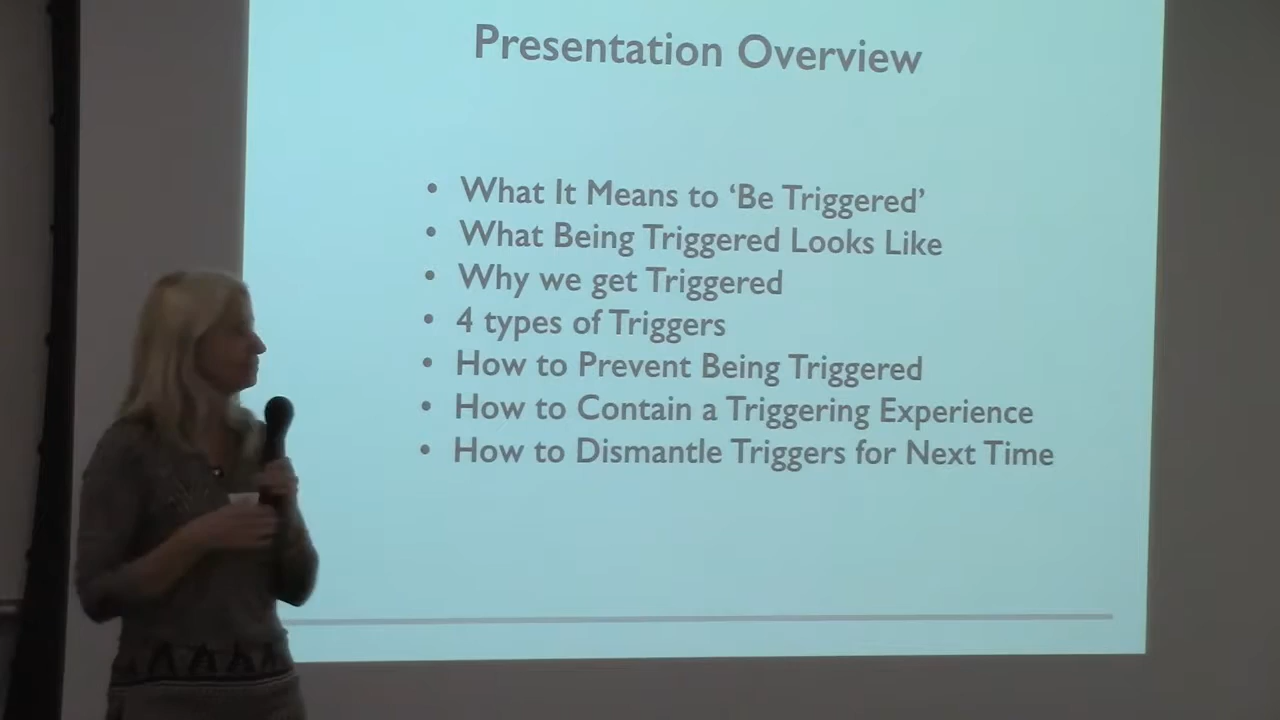 Presentation Overview
• What It Means to ‘Be Triggered’
• What Being Triggered Looks Like
• Why we get Triggered
• 4 types of Triggers
• How to Prevent Being Triggered
• How to Contain a Triggering Experience
• How to Dismantle Triggers for Next Time